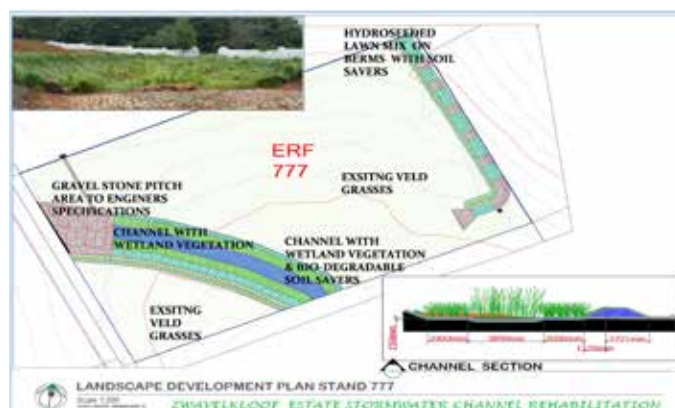 HYDROSEEDED
LAWN MIX ON
BERMS WITH SOIL
SAVERS
ERF
777
EXSITNG VELD
GRASSES
GRAVEL STONE PITCH
AREA TO ENGINERS
SPECIFICATIONS
CHANNEL WITH
WETLAND VEGETATION
CHANNEL WITH
WETLAND VEGETATION
& BIO-DEGRADABLE
SOIL SAVERS
EXSITNG
VELD
GRASSES
CHANNEL SECTION
LANDSCAPE DEVELOPMENT PLAN STAND 777
ZWAVELKLOOF ESTATE STORMWATER CHANNEL REHABILITATION